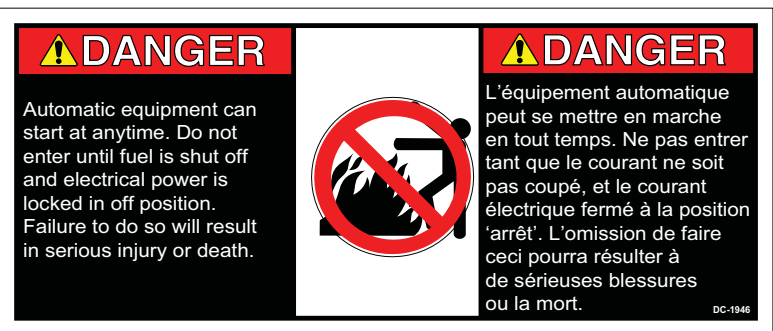 DANGER
Automatic equipment can
start at anytime. Do not
enter until fuel is shut off
and electrical power is
locked in off position.
Failure to do so will result
in serious injury or death.
DANGER
L’équipement automatique
peut se mettre en marche
en tout temps. Ne pas entrer
tant que le courant ne soit
pas coupé, et le courant
électrique fermé à la position
‘arrêt’. L’omission de faire
ceci pourra résulter à
de sérieuses blessures
ou la mort.
DC-1946